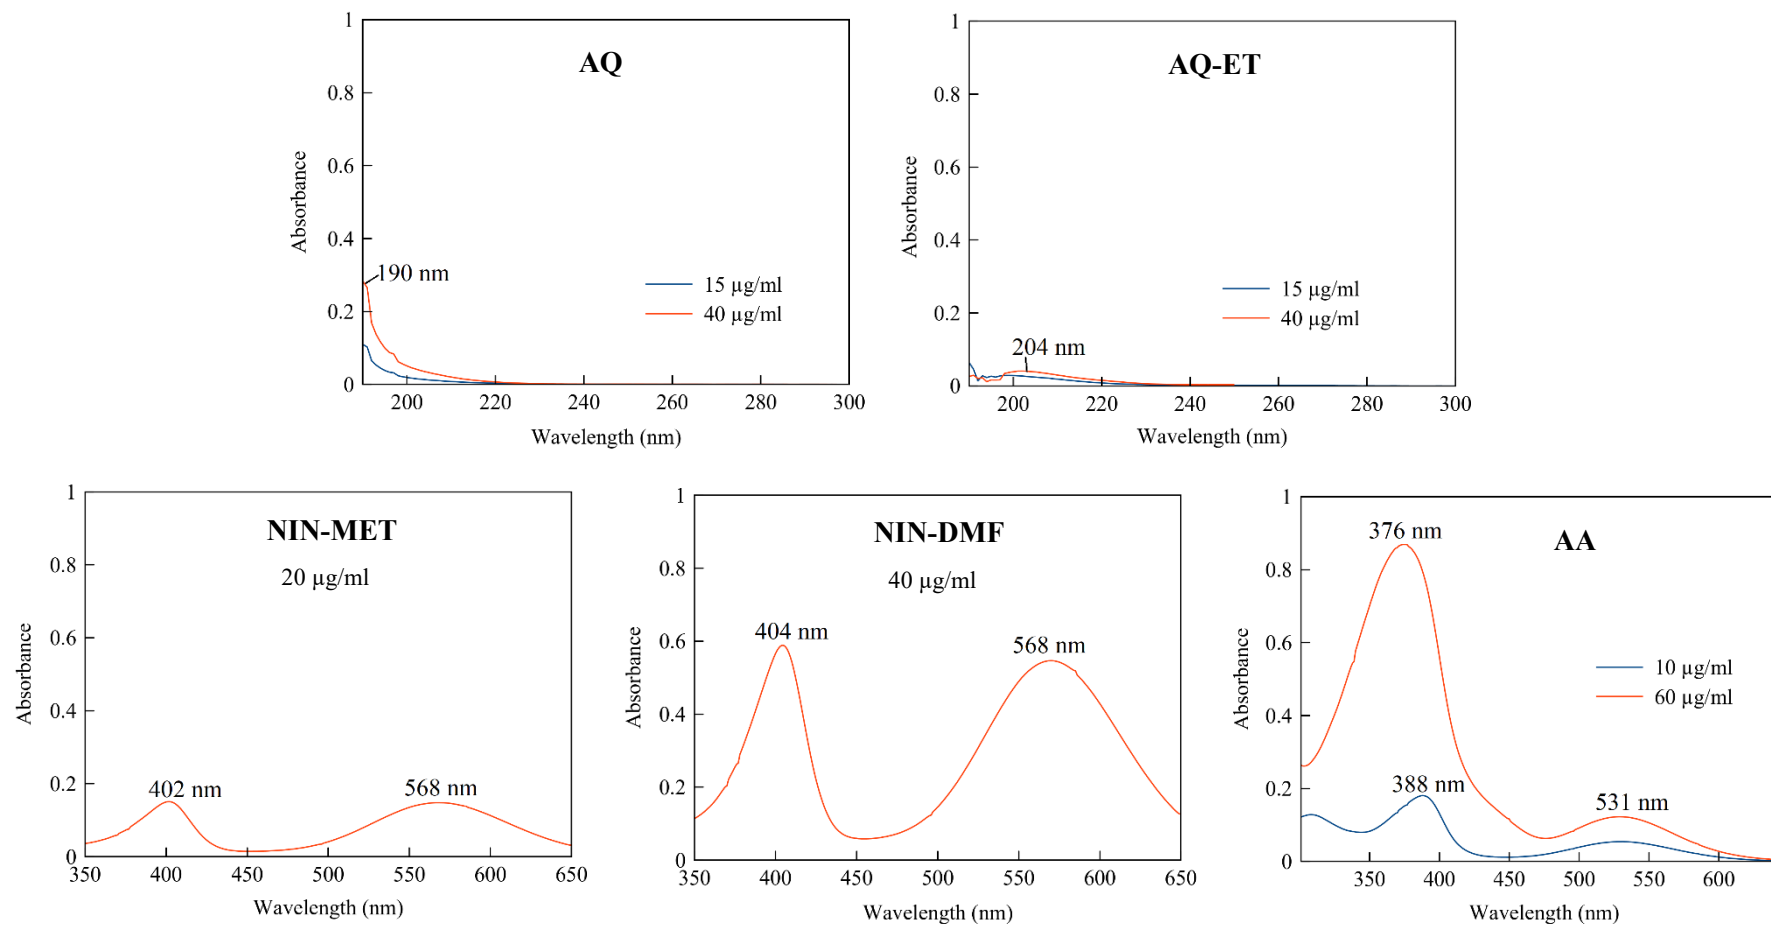 AQ
1
0.8
0.6
0.4
0.2
0
Absorbance
190 nm
15 µg/ml
40 µg/ml
200 220 240 260 280 300
Wavelength (nm)
AQ-ET
1
0.8
0.6
0.4
0.2
0
Absorbance
204 nm
15 µg/ml
40 µg/ml
200 220 240 260 280 300
Wavelength (nm)
NIN-MET
20 µg/ml
1
0.8
0.6
0.4
0.2
0
Absorbance
402 nm
568 nm
350 400 450 500 550 600 650
Wavelength (nm)
NIN-DMF
40 µg/ml
1
0.8
0.6
0.4
0.2
0
Absorbance
404 nm
568 nm
350 400 450 500 550 600 650
Wavelength (nm)
AA
1
0.8
0.6
0.4
0.2
0
Absorbance
376 nm
388 nm
531 nm
10 µg/ml
60 µg/ml
350 400 450 500 550 600
Wavelength (nm)